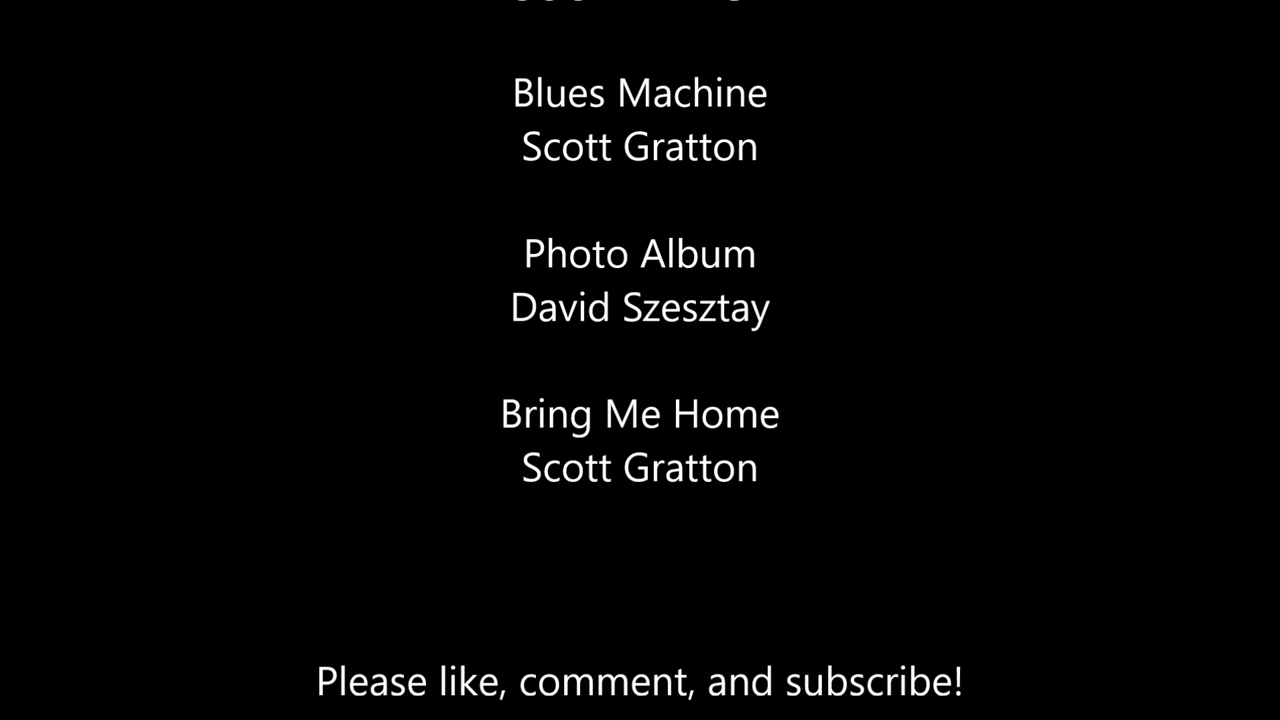 Blues Machine
Scott Gratton
Photo Album
David Szesztay
Bring Me Home
Scott Gratton
Please like, comment, and subscribe!